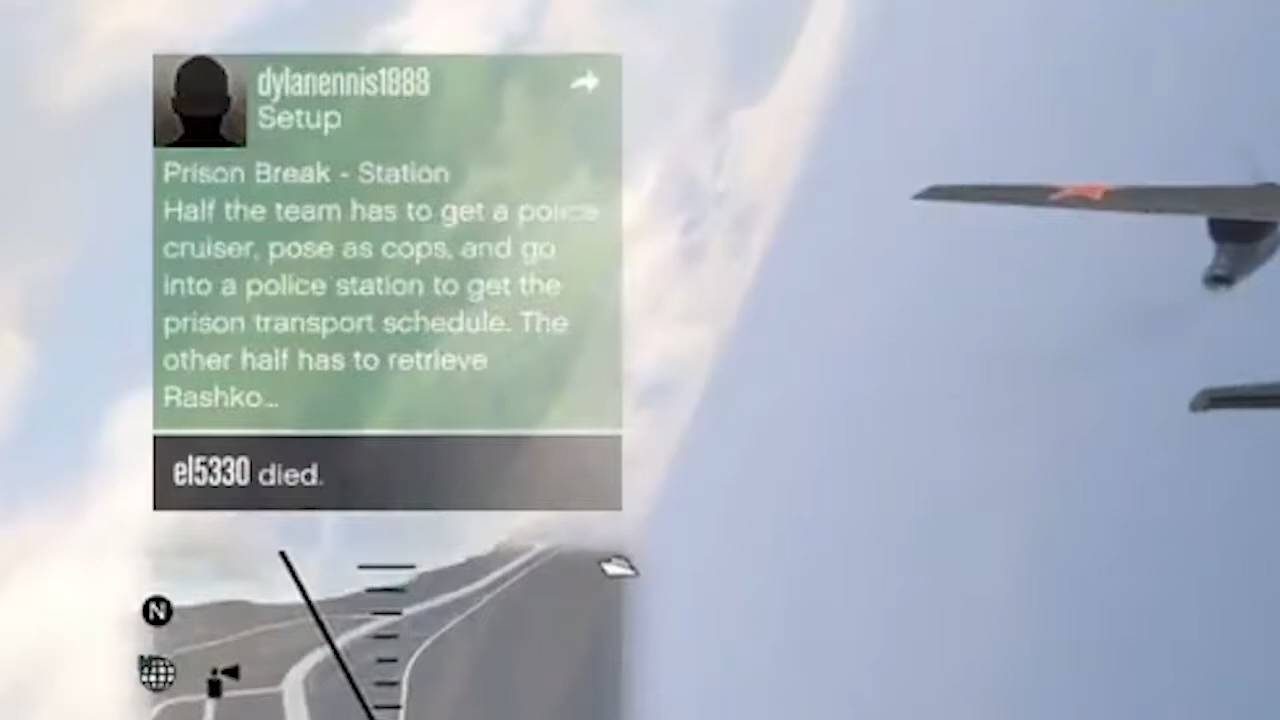 dylanennis1888
Setup
Prison Break - Station
Half the team has to get a police
cruiser, pose as cops, and go
into a police station to get the
prison transport schedule. The
other half has to retrieve
Rashko...
el5330 died.
N